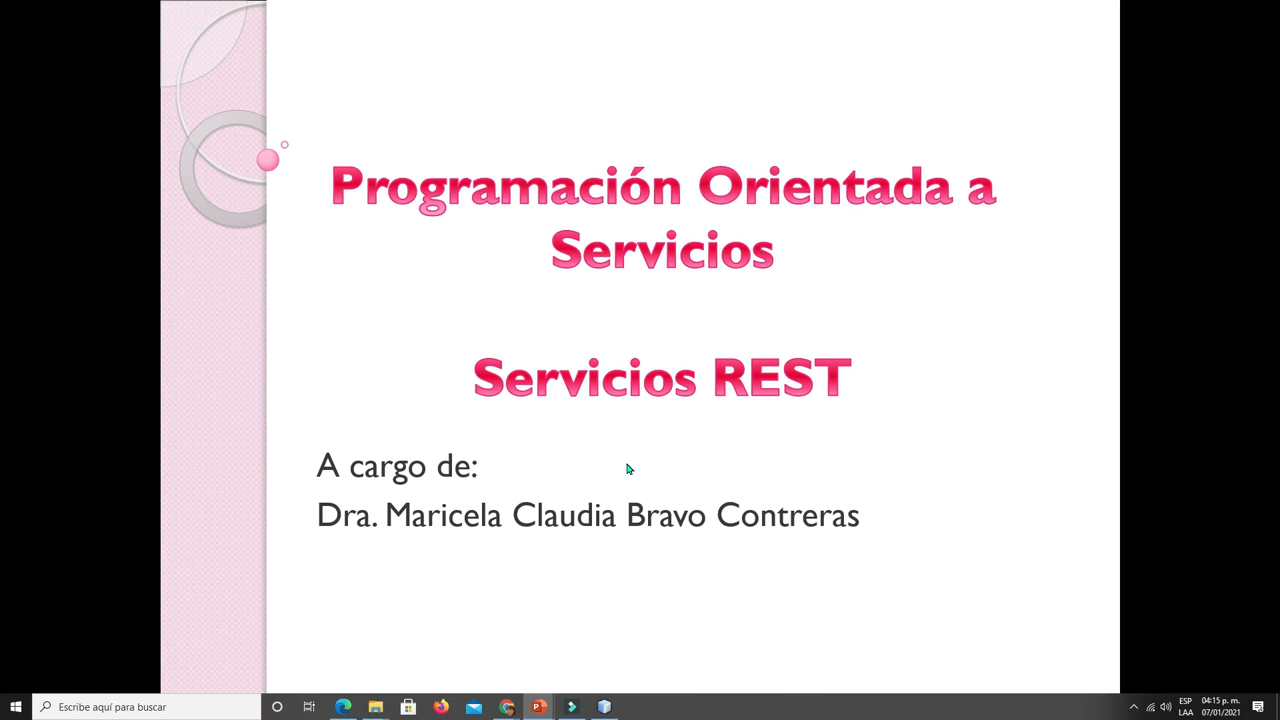 Programación Orientada a
Servicios
Servicios REST
A cargo de:
Dra. Maricela Claudia Bravo Contreras
Escribe aquí para buscar
ESP
LAA
04:15 p. m.
07/01/2021